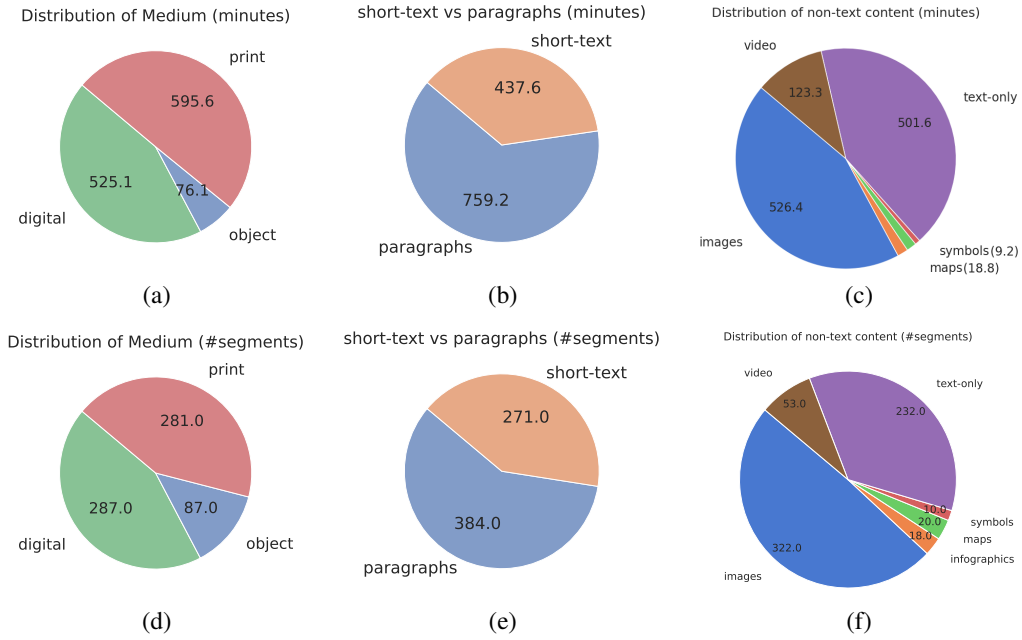 Distribution of Medium (minutes)
print
595.6
525.1
76.1
digital
object
(a)
short-text vs paragraphs (minutes)
short-text
437.6
759.2
paragraphs
(b)
Distribution of non-text content (minutes)
video
123.3
text-only
501.6
526.4
images
symbols(9.2)
maps(18.8)
(c)
Distribution of Medium (#segments)
print
281.0
287.0
87.0
digital
object
(d)
short-text vs paragraphs (#segments)
short-text
271.0
384.0
paragraphs
(e)
Distribution of non-text content (#segments)
video
text-only
53.0
232.0
10.0
20.0
symbols
18.0
maps
322.0
infographics
images
(f)